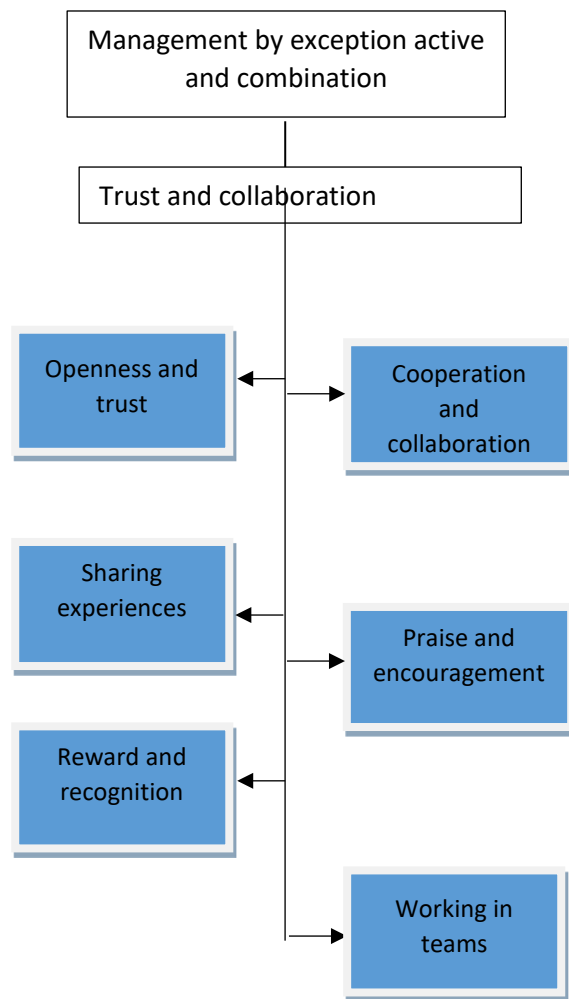 Management by exception active
and combination
Trust and collaboration
Openness and
trust
Cooperation
and
collaboration
Sharing
experiences
Praise and
encouragement
Reward and
recognition
Working in
teams